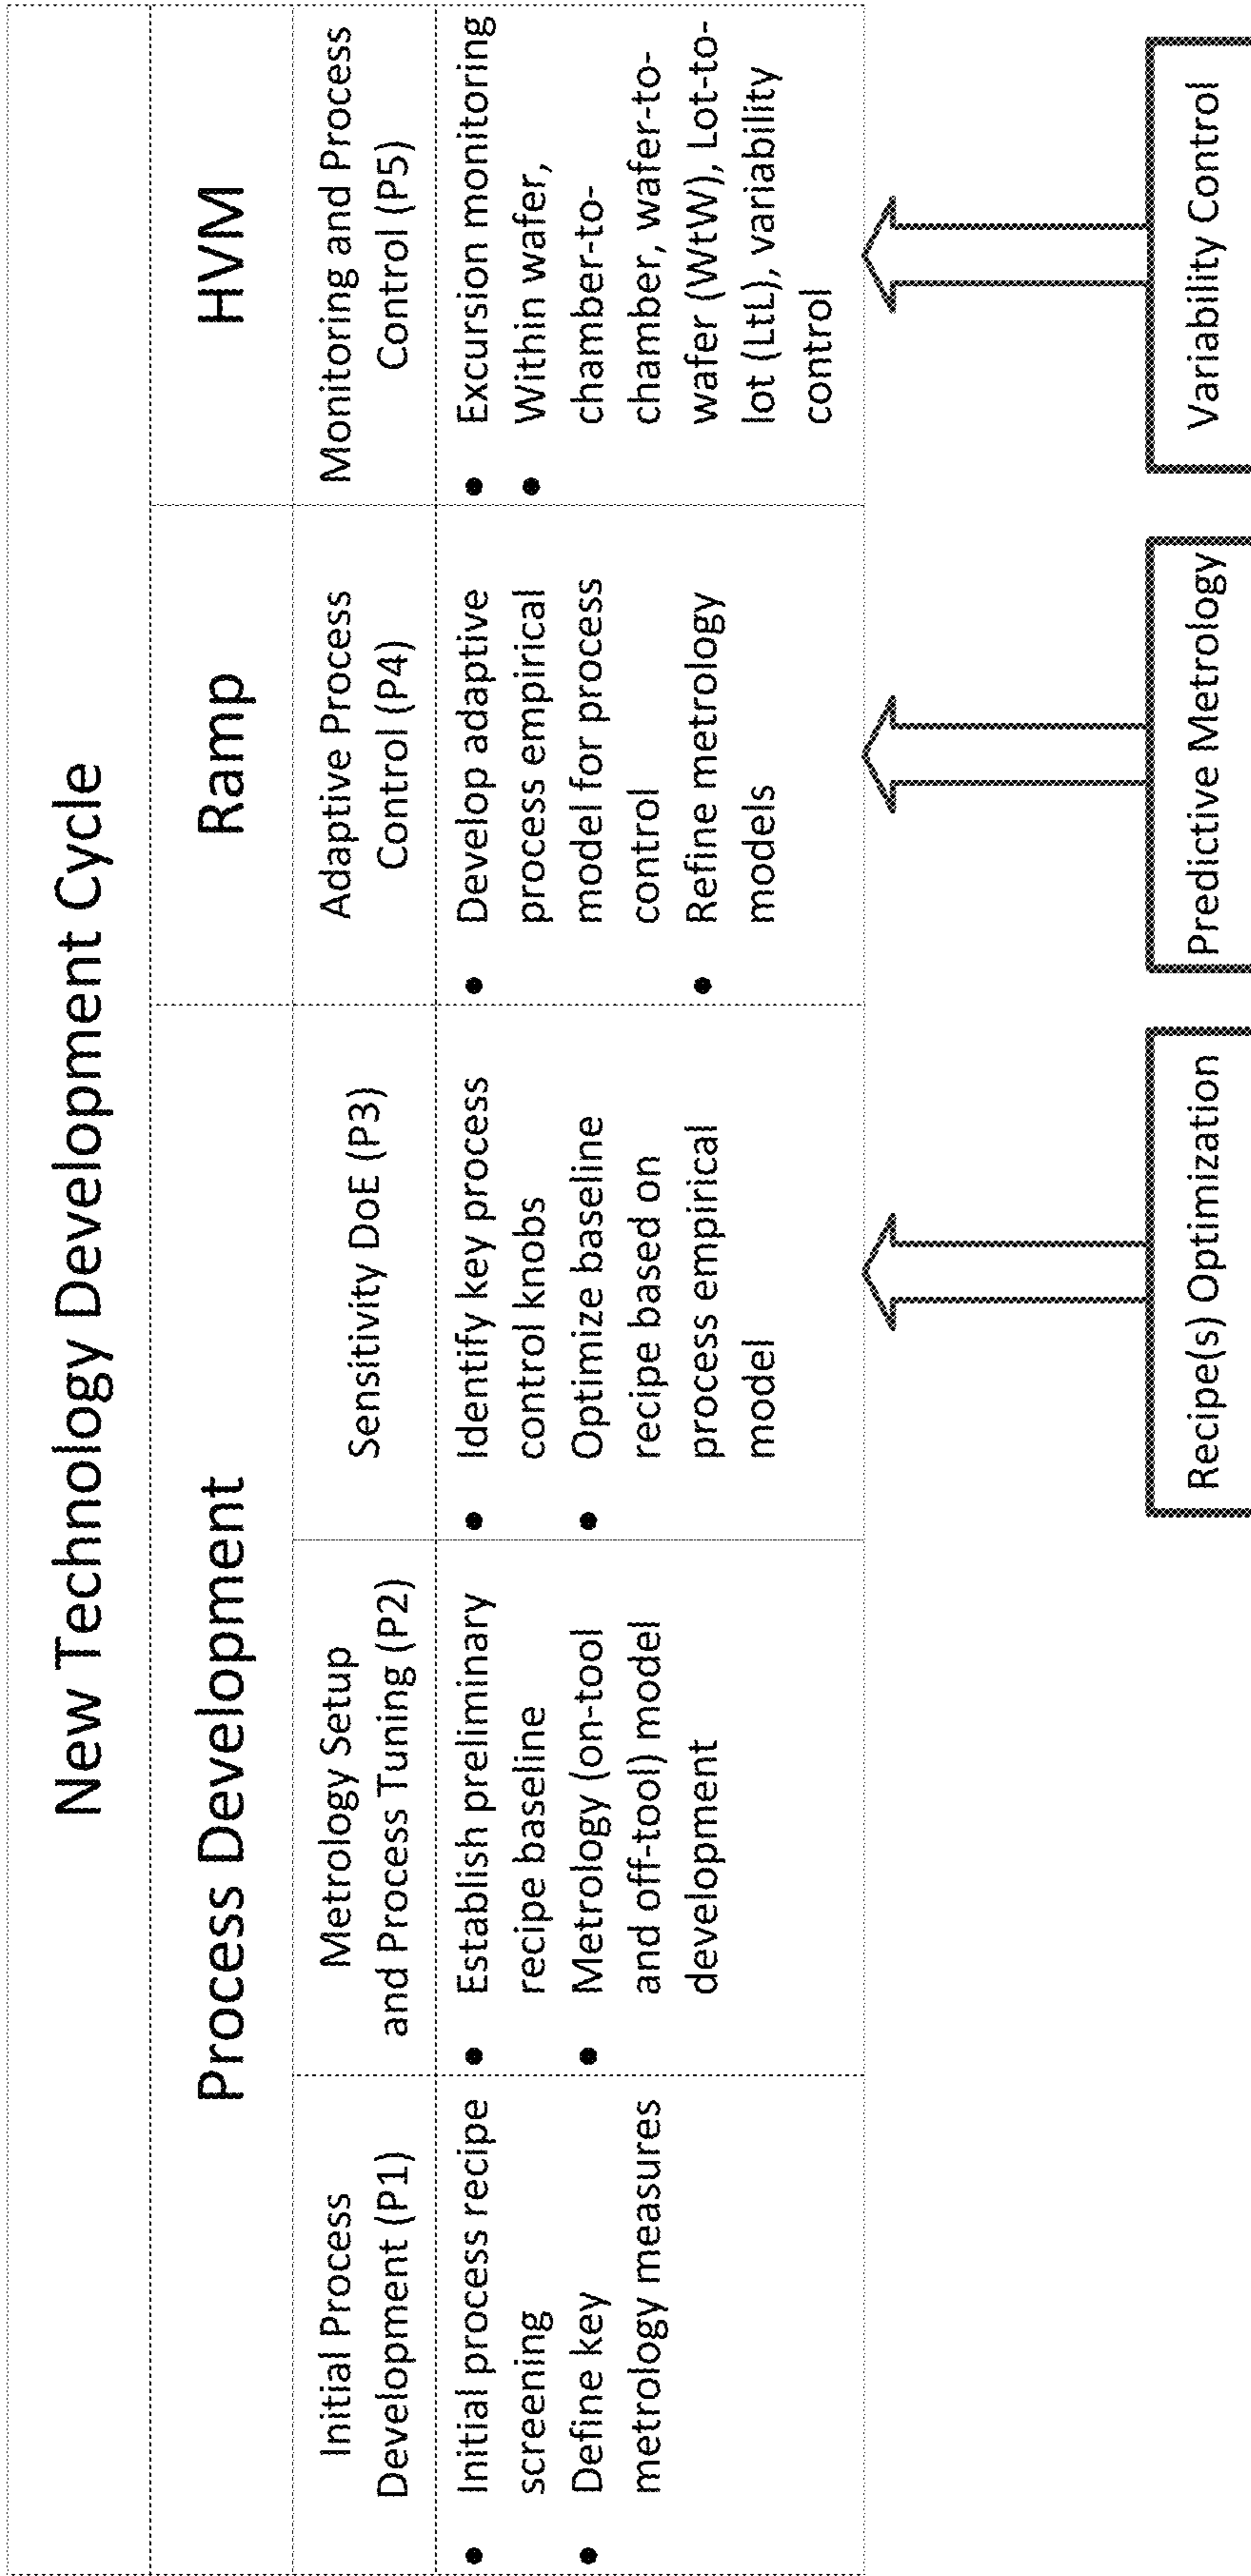 New Technology Development Cycle
Process Development
Ramp
HVM
Initial Process
Development (P1)
Metrology Setup
and Process Tuning (P2)
Sensitivity DoE (P3)
Adaptive Process
Control (P4)
Monitoring and Process
Control (P5)
• Initial process recipe
screening
• Define key
metrology measures
• Establish preliminary
recipe baseline
• Metrology (on-tool
and off-tool) model
development
• Identify key process
control knobs
• Optimize baseline
recipe based on
process empirical
model
• Develop adaptive
process empirical
model for process
control
• Refine metrology
models
• Excursion monitoring
• Within wafer,
chamber-to-
chamber, wafer-to-
wafer (WtW), Lot-to-
lot (LtL), variability
control
Recipe(s) Optimization
Predictive Metrology
Variability Control